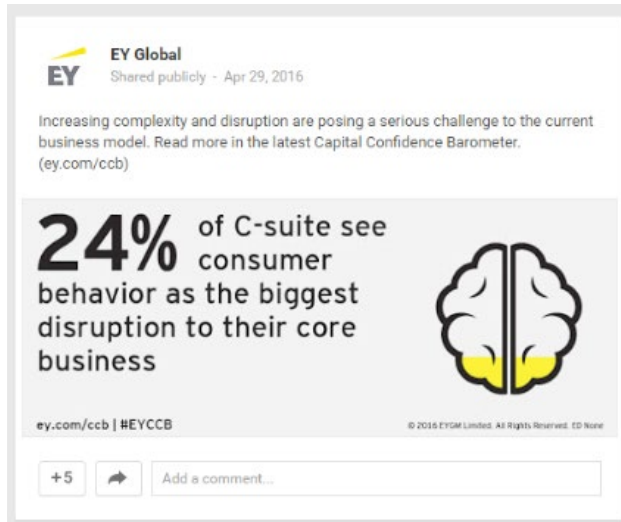 EY
EY Global
Shared publicly - Apr 29, 2016
Increasing complexity and disruption are posing a serious challenge to the current
business model. Read more in the latest Capital Confidence Barometer.
(ey.com/ccb)
24% of C-suite see
consumer
behavior as the biggest
disruption to their core
business
ey.com/ccb | #EYCCB
© 2016 EYGM Limited. All Rights Reserved. ED None
+5
Add a comment...